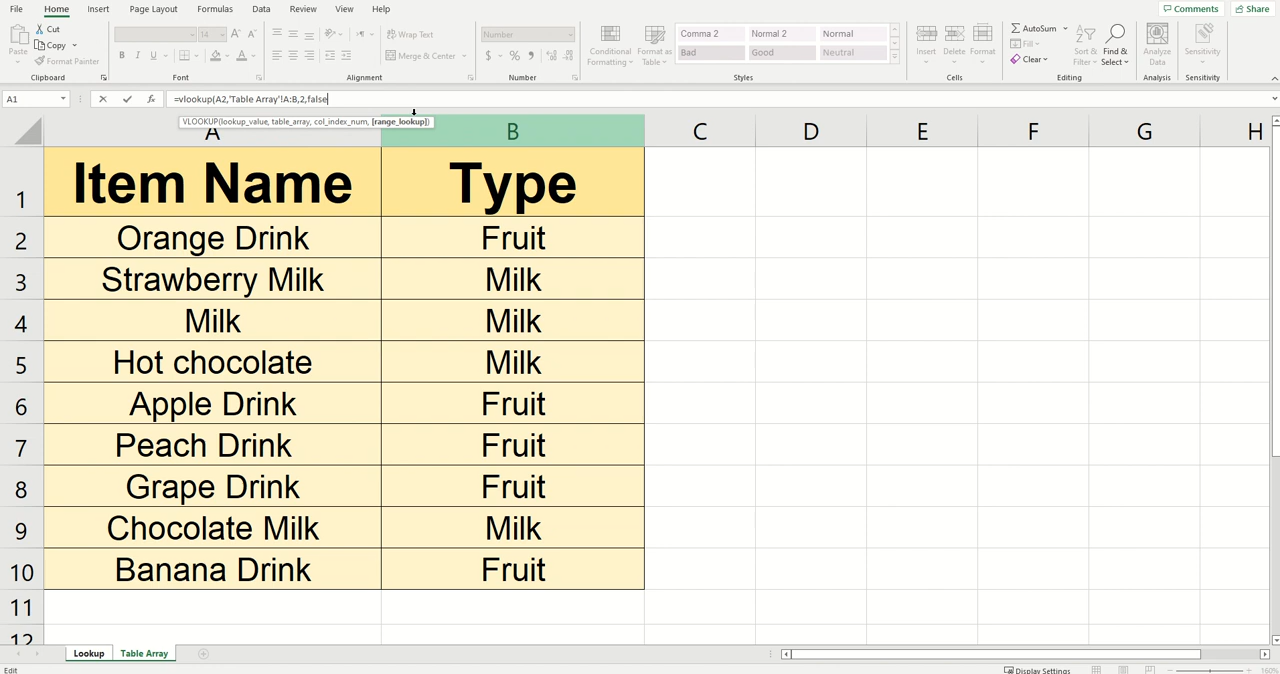 File Home Insert Page Layout Formulas Data Review View Help Comments Share
Paste Cut Copy Format Painter Clipboard
14 A A B I U A Font
Wrap Text Merge & Center Alignment
Number $ % Number
Conditional Formatting Format as Table Comma 2 Normal 2 Normal Bad Good Neutral Styles
Insert Delete Format Cells
AutoSum Fill Clear Sort & Filter Find & Select Editing
Analyze Data Analysis
Sensitivity Sensitivity
A1 fx =vlookup(A2,'Table Array'!A:B,2,false
VLOOKUP(lookup_value, table_array, col_index_num, [range_lookup])
A B C D E F G H
1 Item Name Type
2 Orange Drink Fruit
3 Strawberry Milk Milk
4 Milk Milk
5 Hot chocolate Milk
6 Apple Drink Fruit
7 Peach Drink Fruit
8 Grape Drink Fruit
9 Chocolate Milk Milk
10 Banana Drink Fruit
11
12
Lookup Table Array
Edit Display Settings 160%